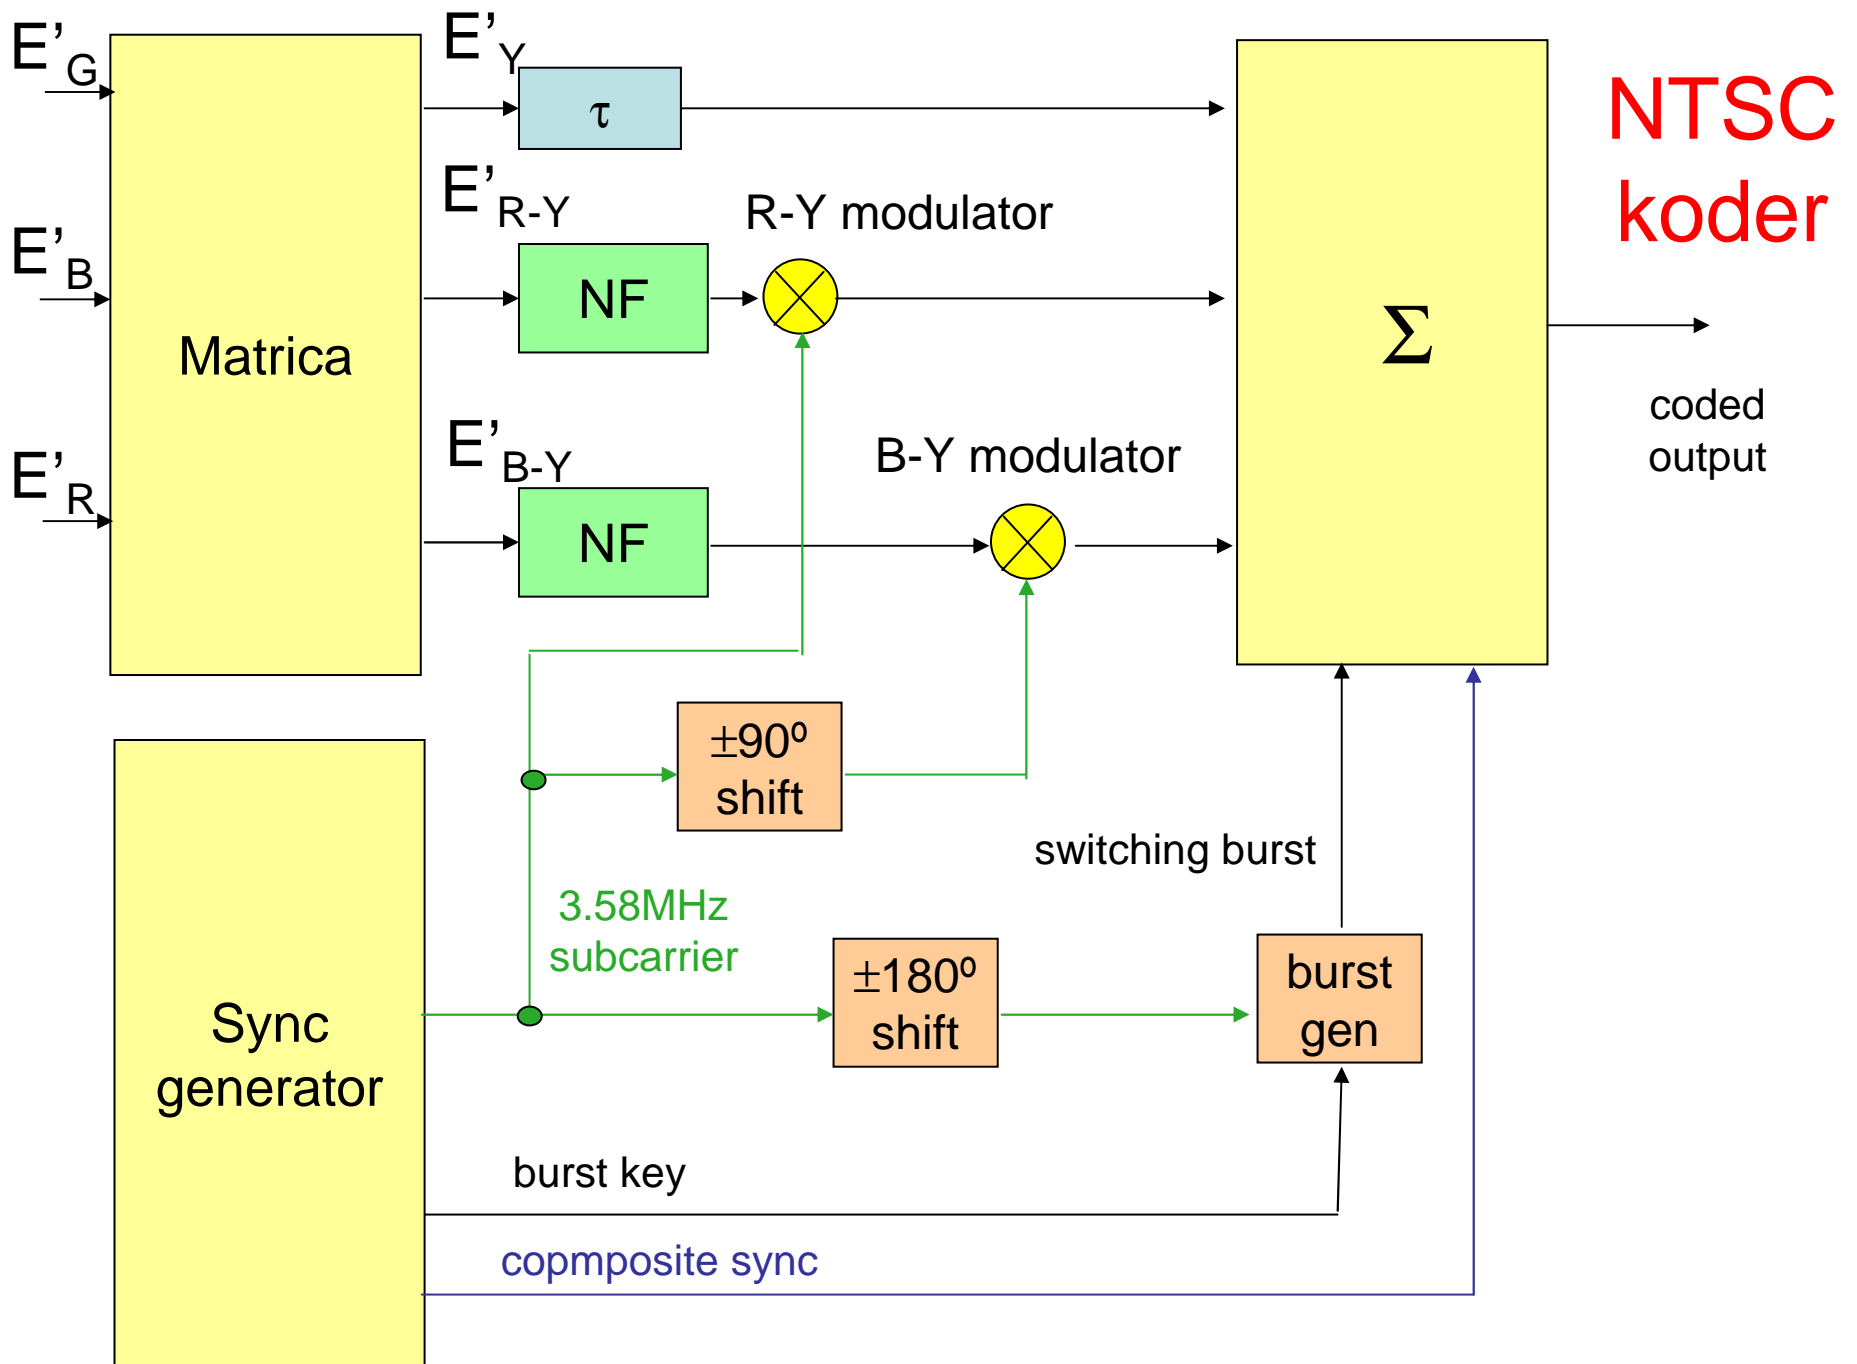 E’G
E’Y
τ
NTSC
koder
E’R-Y
R-Y modulator
E’B
NF
Matrica
Σ
coded
output
E’B-Y
B-Y modulator
E’R
NF
±90º
shift
switching burst
3.58MHz
subcarrier
±180º
shift
burst
gen
Sync
generator
burst key
copmposite sync